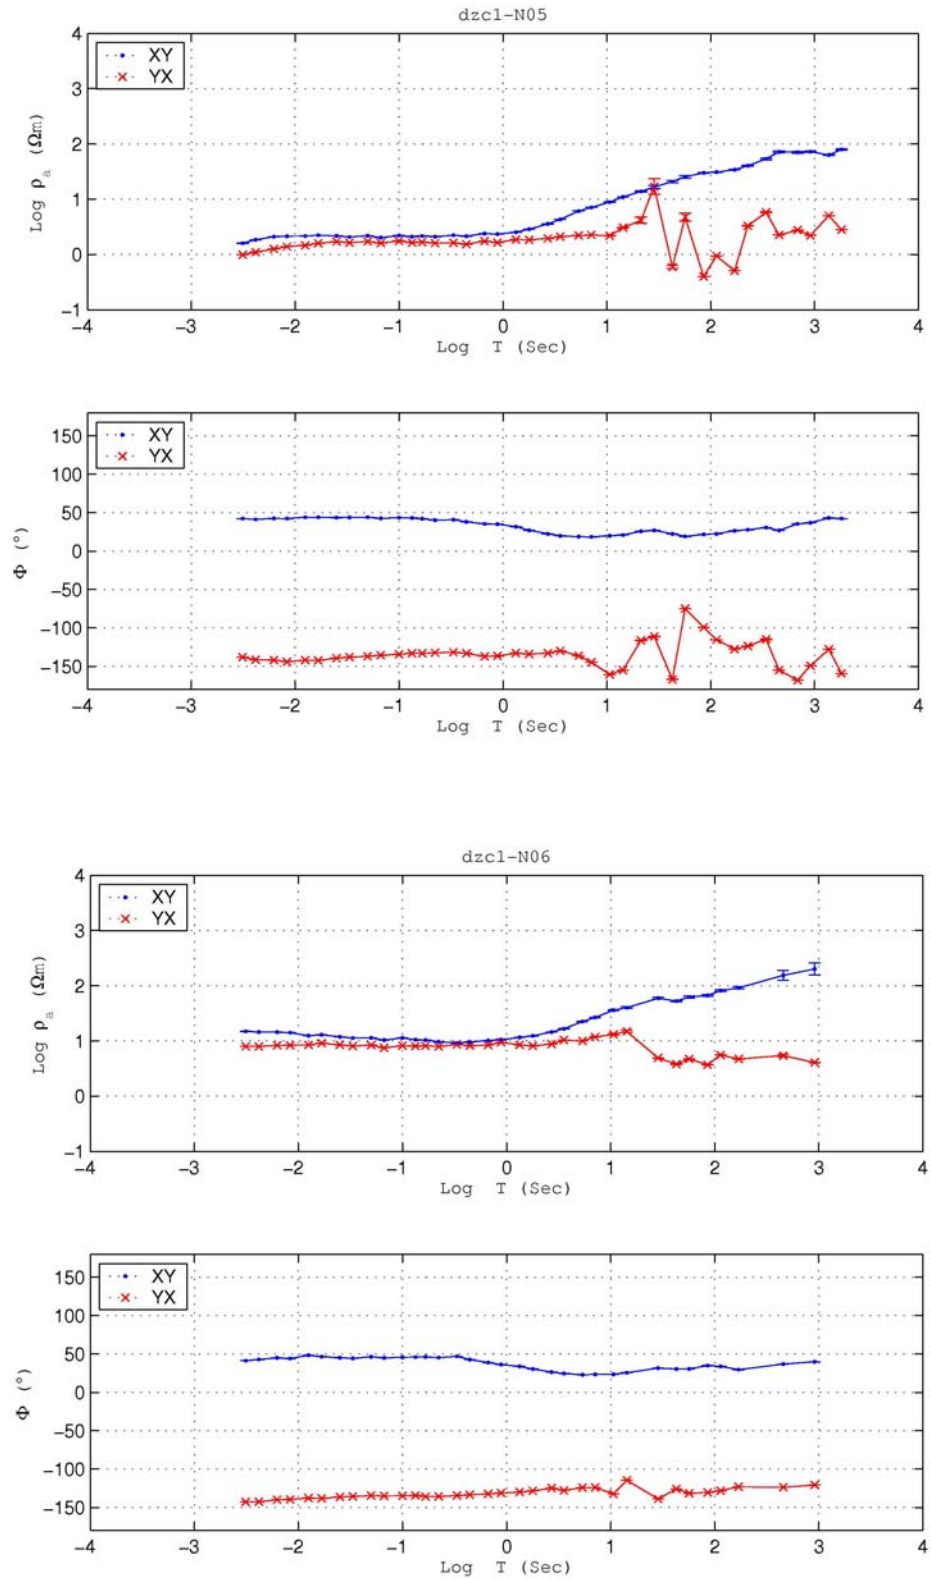 dzc1-N05
4
3
2
1
0
−1
Log ρa (Ωm)
XY
YX
−4 −3 −2 −1 0 1 2 3 4
Log T (Sec)
150
100
50
0
−50
−100
−150
Φ (°)
XY
YX
−4 −3 −2 −1 0 1 2 3 4
Log T (Sec)
dzc1-N06
4
3
2
1
0
−1
Log ρa (Ωm)
XY
YX
−4 −3 −2 −1 0 1 2 3 4
Log T (Sec)
150
100
50
0
−50
−100
−150
Φ (°)
XY
YX
−4 −3 −2 −1 0 1 2 3 4
Log T (Sec)